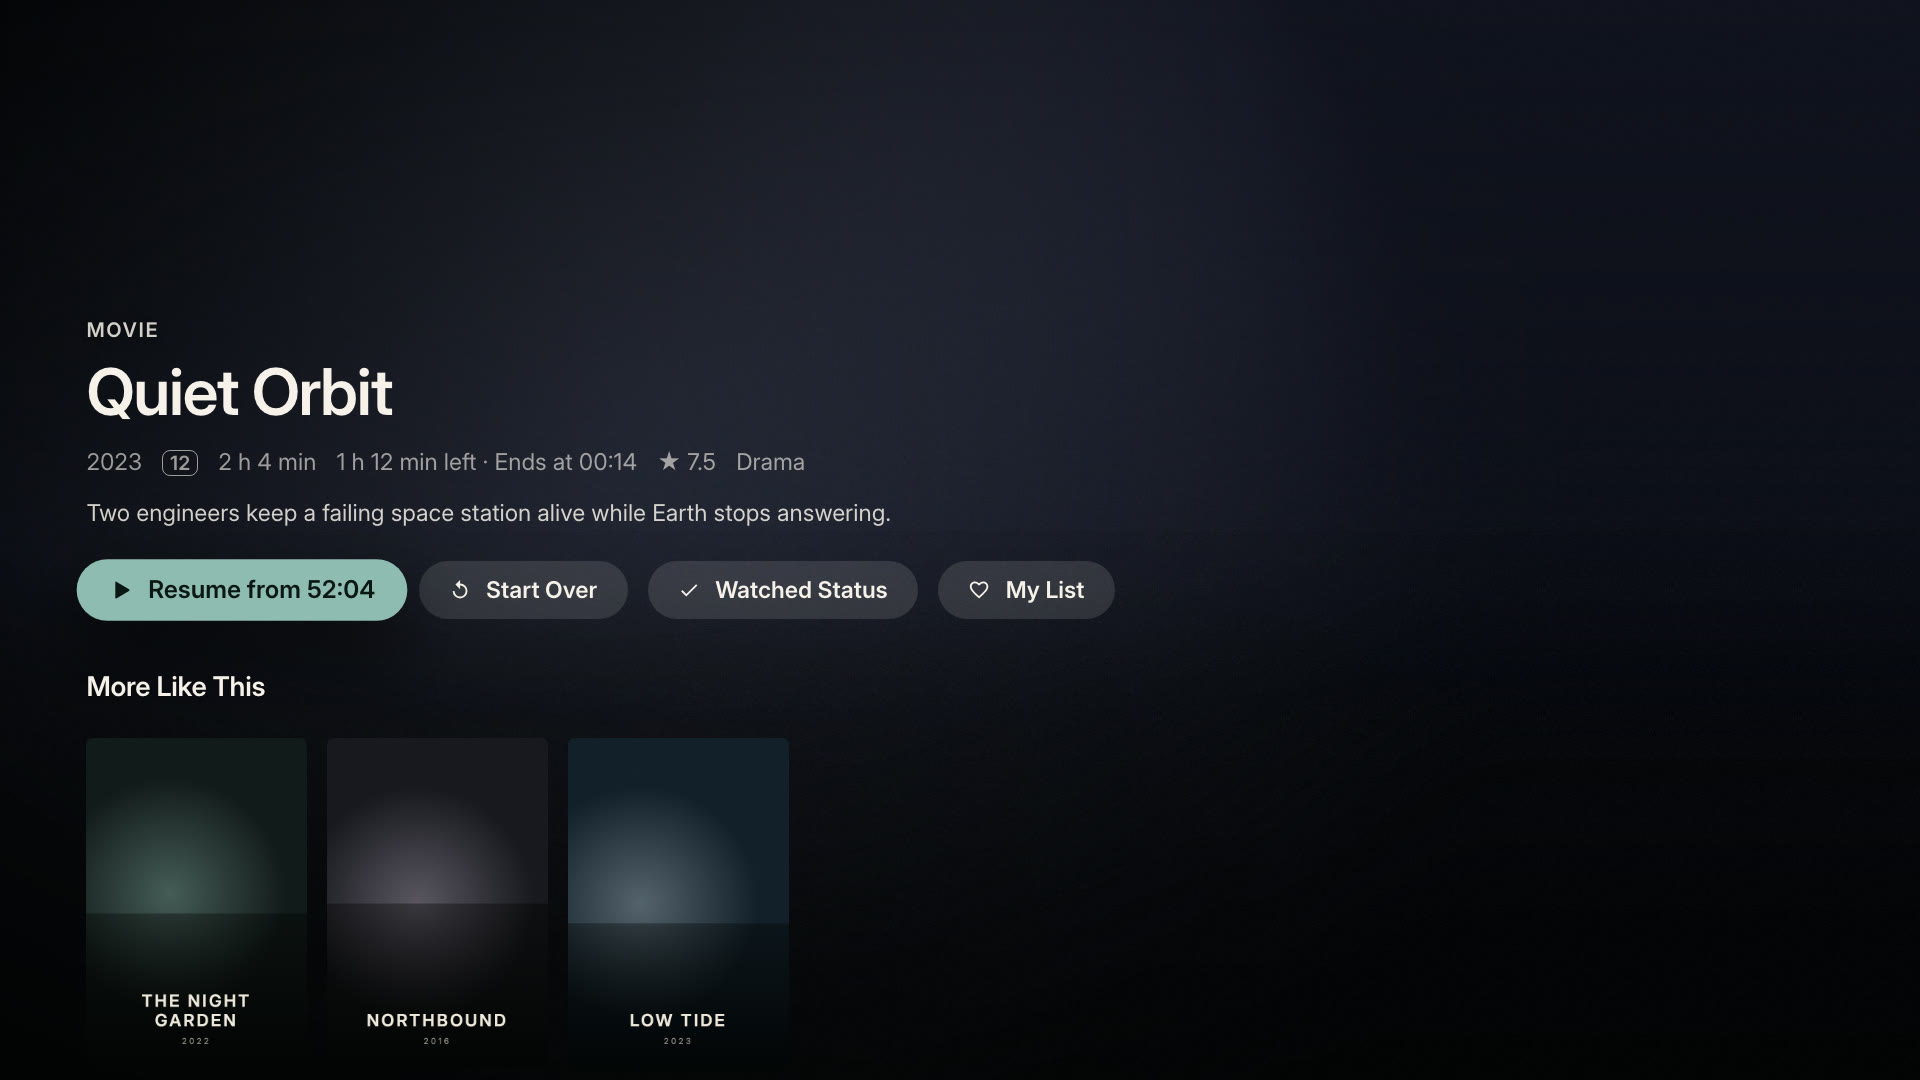 MOVIE
Quiet Orbit
2023 12 2 h 4 min 1 h 12 min left · Ends at 00:14 ★ 7.5 Drama
Two engineers keep a failing space station alive while Earth stops answering.
Resume from 52:04 Start Over Watched Status My List
More Like This
THE NIGHT
GARDEN
2022
NORTHBOUND
2016
LOW TIDE
2023